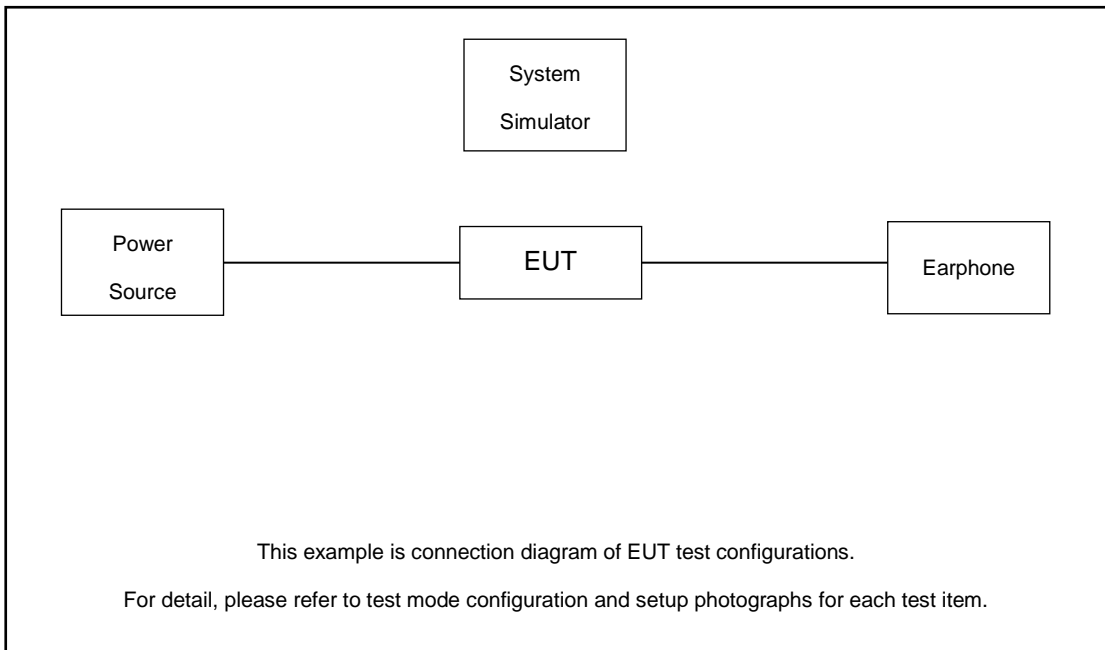 System
Simulator
Power
Source
EUT
Earphone
This example is connection diagram of EUT test configurations.
For detail, please refer to test mode configuration and setup photographs for each test item.